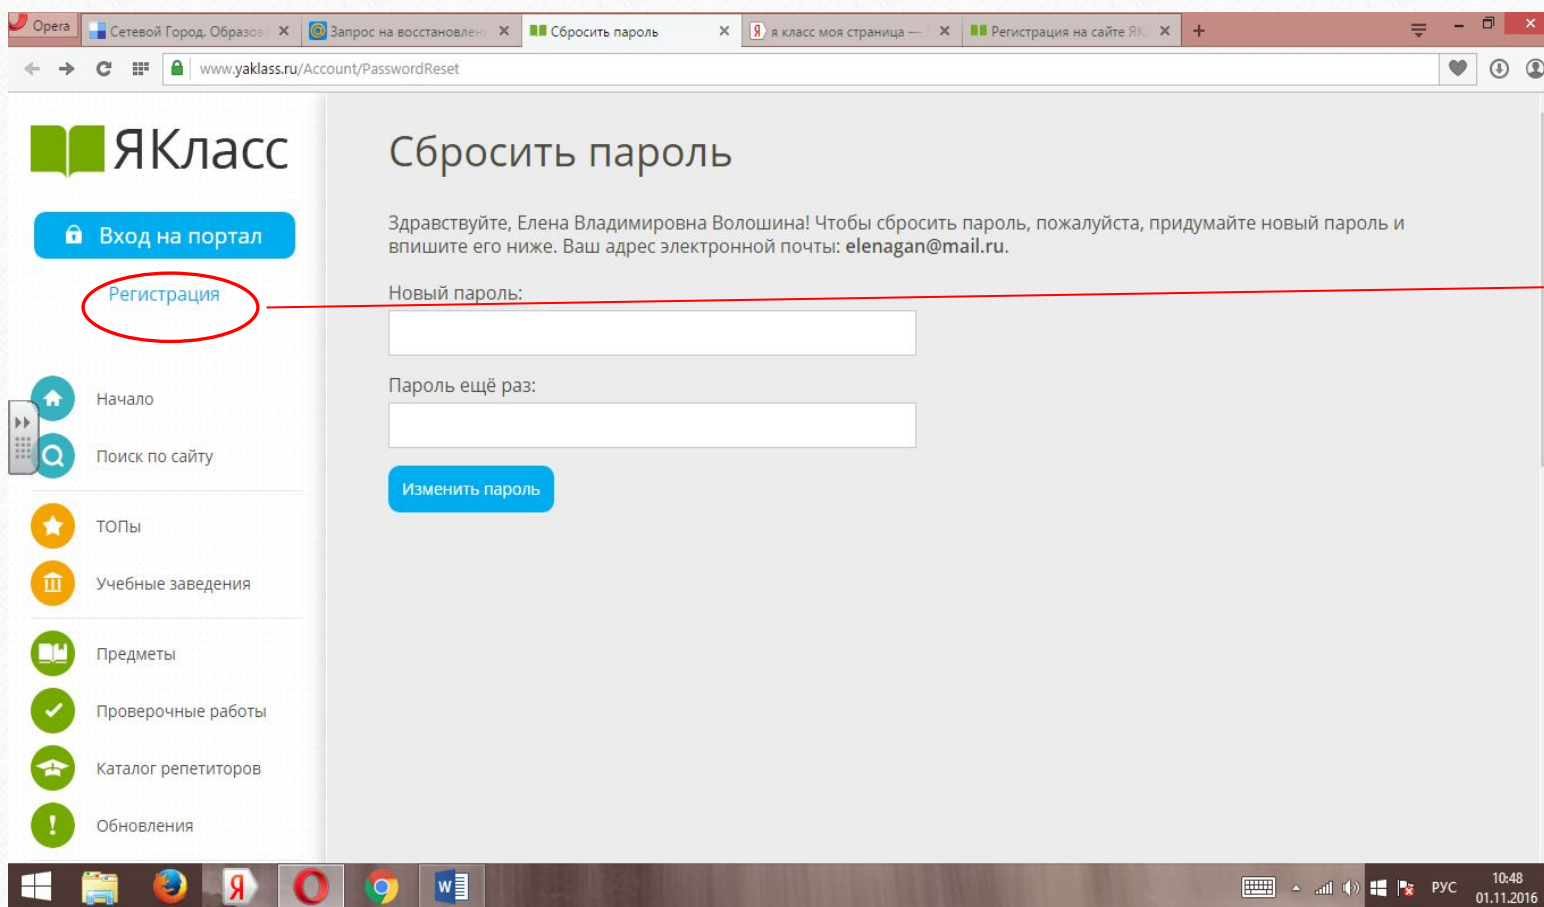 Opera
Сетевой Город. Образова
Запрос на восстановлен
Сбросить пароль
я класс моя страница —
Регистрация на сайте ЯК
www.yaklass.ru/Account/PasswordReset
ЯКласс
Вход на портал
Регистрация
Начало
Поиск по сайту
ТОПы
Учебные заведения
Предметы
Проверочные работы
Каталог репетиторов
Обновления
Сбросить пароль
Здравствуйте, Елена Владимировна Волошина! Чтобы сбросить пароль, пожалуйста, придумайте новый пароль и
впишите его ниже. Ваш адрес электронной почты: elenagan@mail.ru.
Новый пароль:
Пароль ещё раз:
Изменить пароль
РУС
10:48
01.11.2016